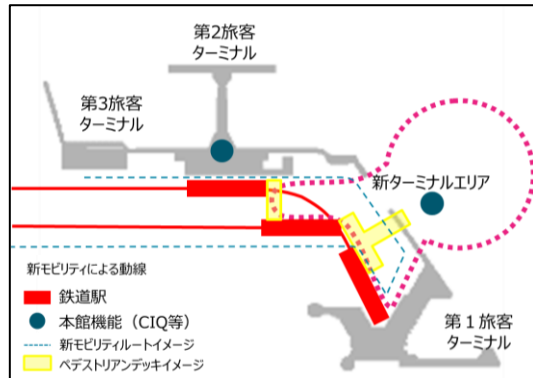 第2旅客
ターミナル
第3旅客
ターミナル
新ターミナルエリア
新モビリティによる動線
鉄道駅
本館機能（CIQ等）
新モビリティルートイメージ
ペデストリアンデッキイメージ
第１旅客
ターミナル